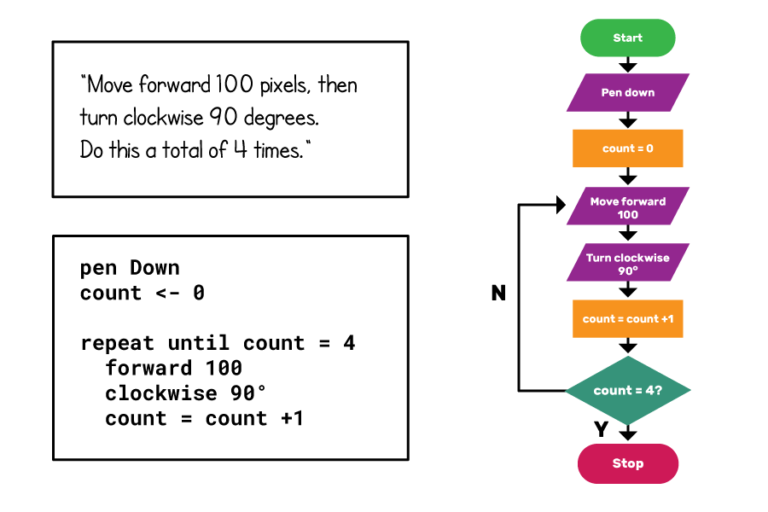 "Move forward 100 pixels, then
turn clockwise 90 degrees.
Do this a total of 4 times."
pen Down
count <- 0
repeat until count = 4
forward 100
clockwise 90°
count = count +1
Start
Pen down
count = 0
Move forward
100
Turn clockwise
90°
N
count = count +1
count = 4?
Y
Stop